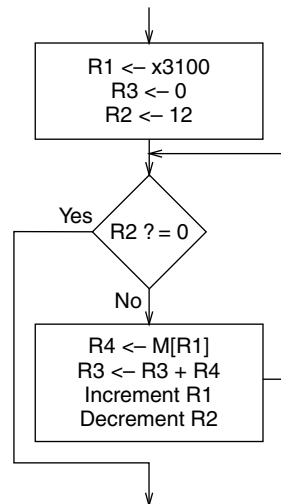 R1 <– x3100
R3 <– 0
R2 <– 12
Yes
R2 ? = 0
No
R4 <– M[R1]
R3 <– R3 + R4
Increment R1
Decrement R2